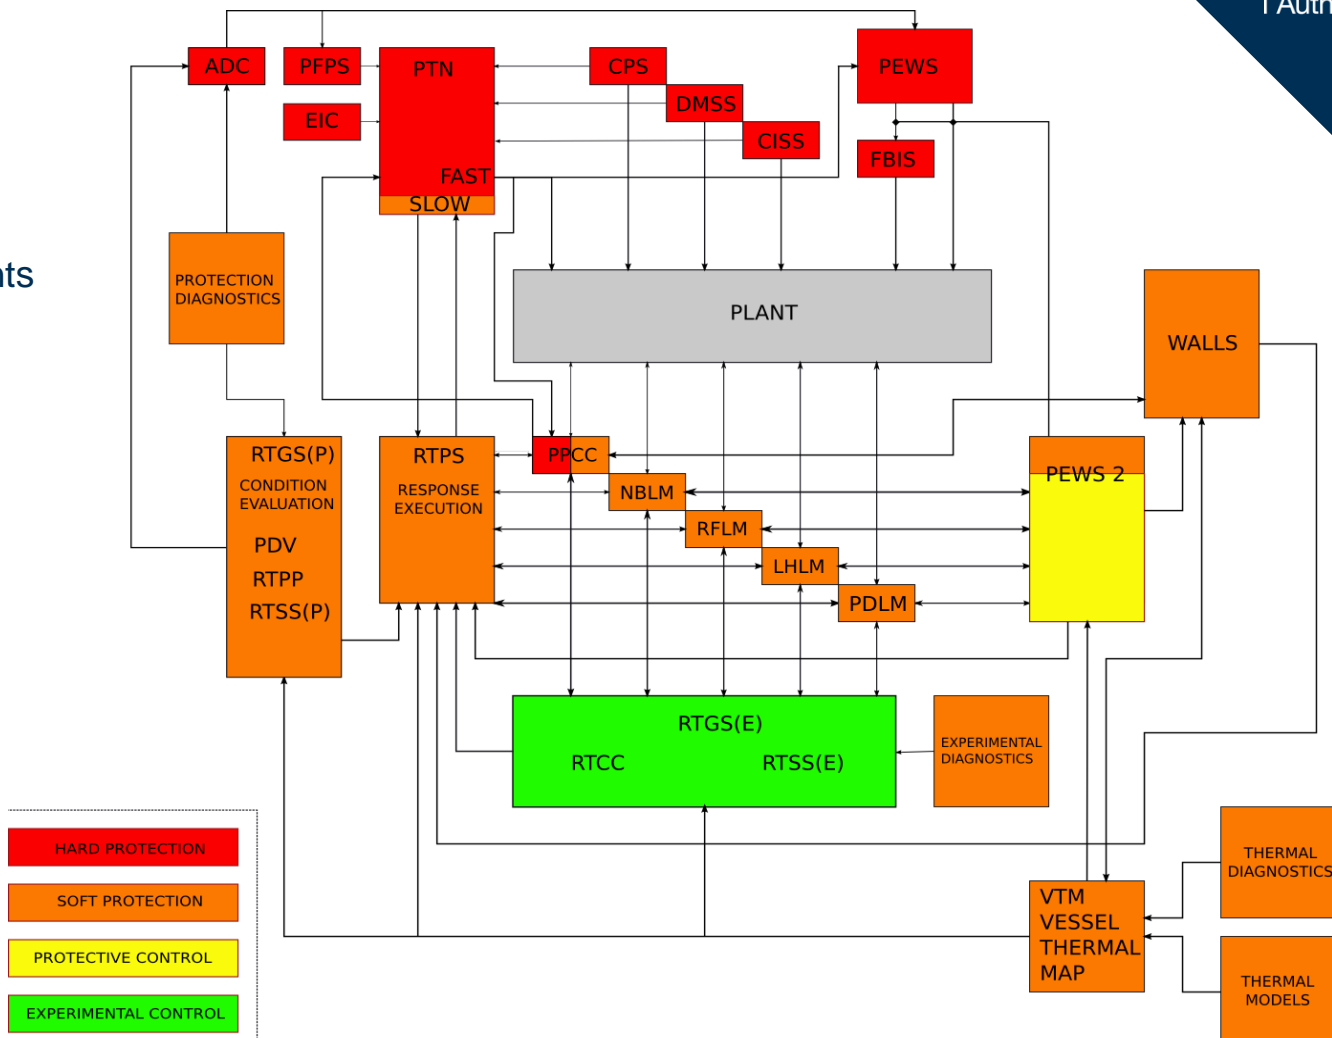 ADC
PFPS
PTN
CPS
PEWS
DMSS
EIC
CISS
FBIS
FAST
SLOW
PROTECTION
DIAGNOSTICS
PLANT
WALLS
RTGS(P)
CONDITION
EVALUATION
PDV
RTPP
RTSS(P)
RTPS
RESPONSE
EXECUTION
PPCC
NBLM
RFLM
LHLM
PDLM
PEWS 2
RTGS(E)
RTCC
RTSS(E)
EXPERIMENTAL
DIAGNOSTICS
HARD PROTECTION
SOFT PROTECTION
PROTECTIVE CONTROL
EXPERIMENTAL CONTROL
VTM
VESSEL
THERMAL
MAP
THERMAL
DIAGNOSTICS
THERMAL
MODELS